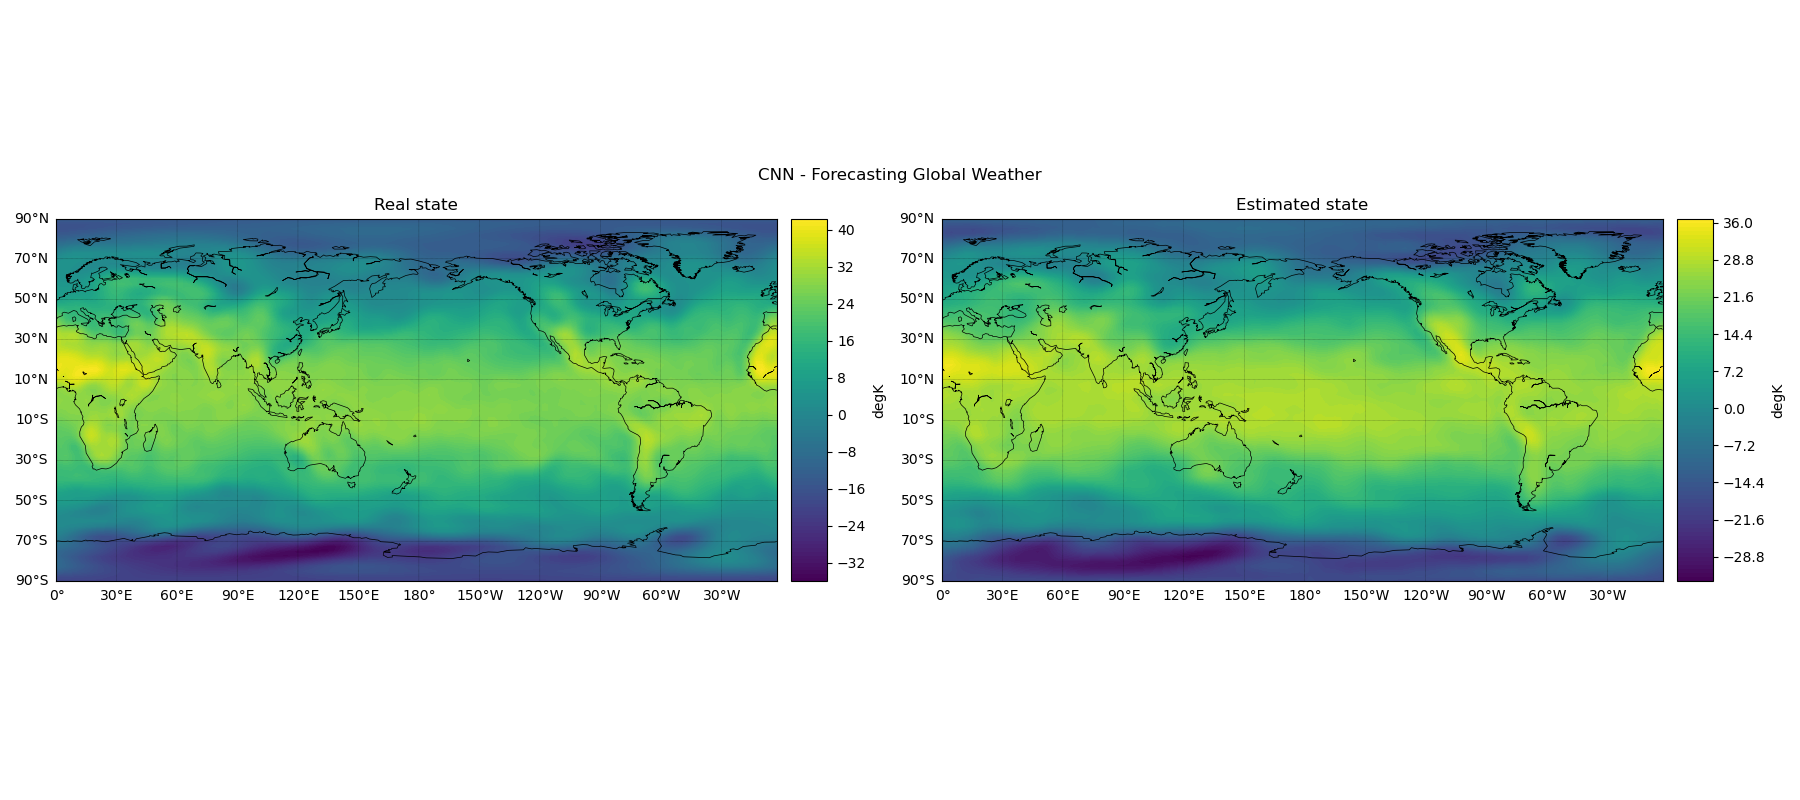 CNN - Forecasting Global Weather
Real state
90°N
70°N
50°N
30°N
10°N
10°S
30°S
50°S
70°S
90°S
0° 30°E 60°E 90°E 120°E 150°E 180° 150°W 120°W 90°W 60°W 30°W
40
32
24
16
8
0
−8
−16
−24
−32
degK
Estimated state
90°N
70°N
50°N
30°N
10°N
10°S
30°S
50°S
70°S
90°S
0° 30°E 60°E 90°E 120°E 150°E 180° 150°W 120°W 90°W 60°W 30°W
36.0
28.8
21.6
14.4
7.2
0.0
−7.2
−14.4
−21.6
−28.8
degK